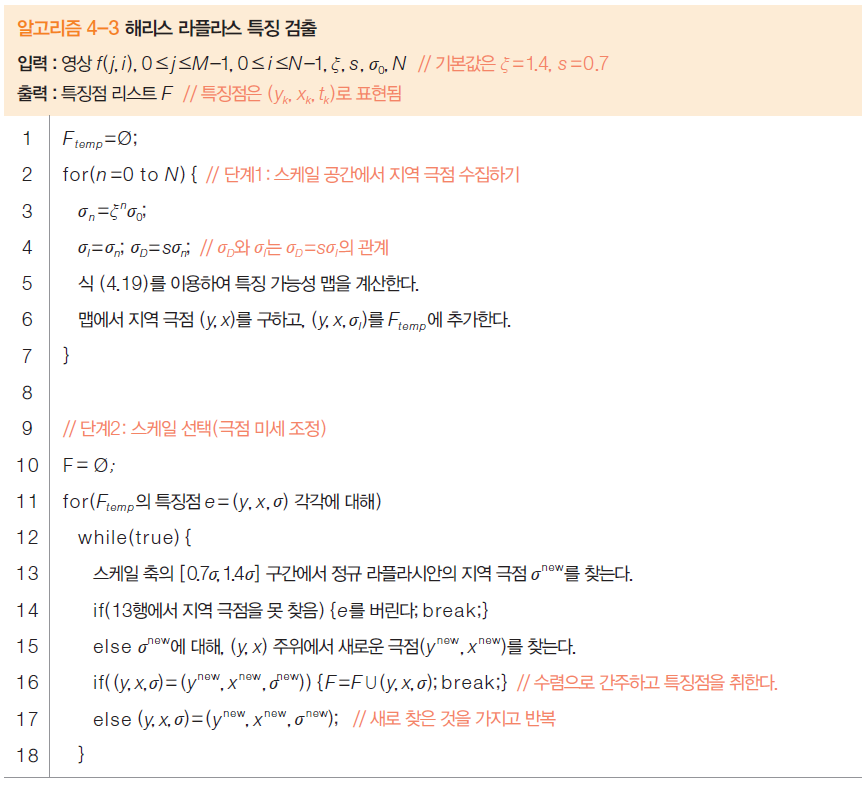 알고리즘 4-3 해리스 라플라스 특징 검출
입력 : 영상 f(j, i), 0≤j≤M−1, 0≤i≤N−1, ξ, s, σ₀, N // 기본값은 ξ=1.4, s=0.7
출력 : 특징점 리스트 F // 특징점은 (yₖ, xₖ, tₖ)로 표현됨
1 F_temp=Ø;
2 for(n=0 to N) { // 단계1 : 스케일 공간에서 지역 극점 수집하기
3 σₙ=ξⁿσ₀;
4 σ_I=σₙ; σ_D=sσₙ; // σ_D와 σ_I는 σ_D=sσ_I의 관계
5 식 (4.19)를 이용하여 특징 가능성 맵을 계산한다.
6 맵에서 지역 극점 (y, x)를 구하고, (y, x, σ_I)를 F_temp에 추가한다.
7 }
8
9 // 단계2 : 스케일 선택(극점 미세 조정)
10 F = Ø;
11 for(F_temp의 특징점 e=(y, x, σ) 각각에 대해)
12 while(true) {
13 스케일 축의 [0.7σ, 1.4σ] 구간에서 정규 라플라시안의 지역 극점 σ^new를 찾는다.
14 if(13행에서 지역 극점을 못 찾음) {e를 버린다; break;}
15 else σ^new에 대해, (y, x) 주위에서 새로운 극점(y^new, x^new)를 찾는다.
16 if( (y, x, σ)=(y^new, x^new, σ^new)) {F=F∪(y, x, σ); break;} // 수렴으로 간주하고 특징점을 취한다.
17 else (y, x, σ)=(y^new, x^new, σ^new); // 새로 찾은 것을 가지고 반복
18 }